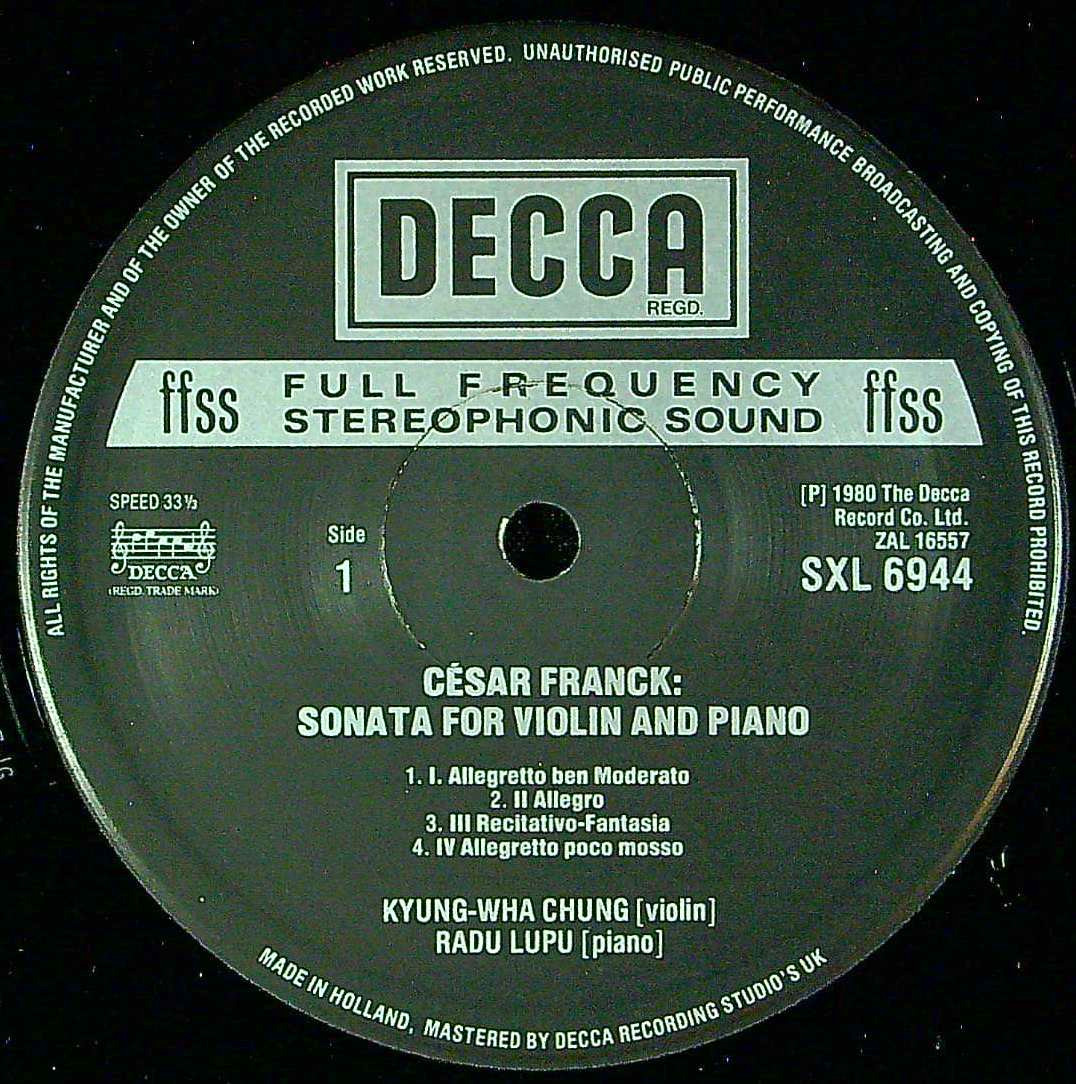 ALL RIGHTS OF THE MANUFACTURER AND OF THE OWNER OF THE RECORDED WORK RESERVED. UNAUTHORISED PUBLIC PERFORMANCE BROADCASTING AND COPYING OF THIS RECORD PROHIBITED.
DECCA
REGD.
ffss FULL FREQUENCY STEREOPHONIC SOUND ffss
SPEED 33⅓
DECCA
(REGD. TRADE MARK)
Side
1
[P] 1980 The Decca
Record Co. Ltd.
ZAL 16557
SXL 6944
CÉSAR FRANCK:
SONATA FOR VIOLIN AND PIANO
1. I. Allegretto ben Moderato
2. II Allegro
3. III Recitativo-Fantasia
4. IV Allegretto poco mosso
KYUNG-WHA CHUNG [violin]
RADU LUPU [piano]
MADE IN HOLLAND, MASTERED BY DECCA RECORDING STUDIO'S UK